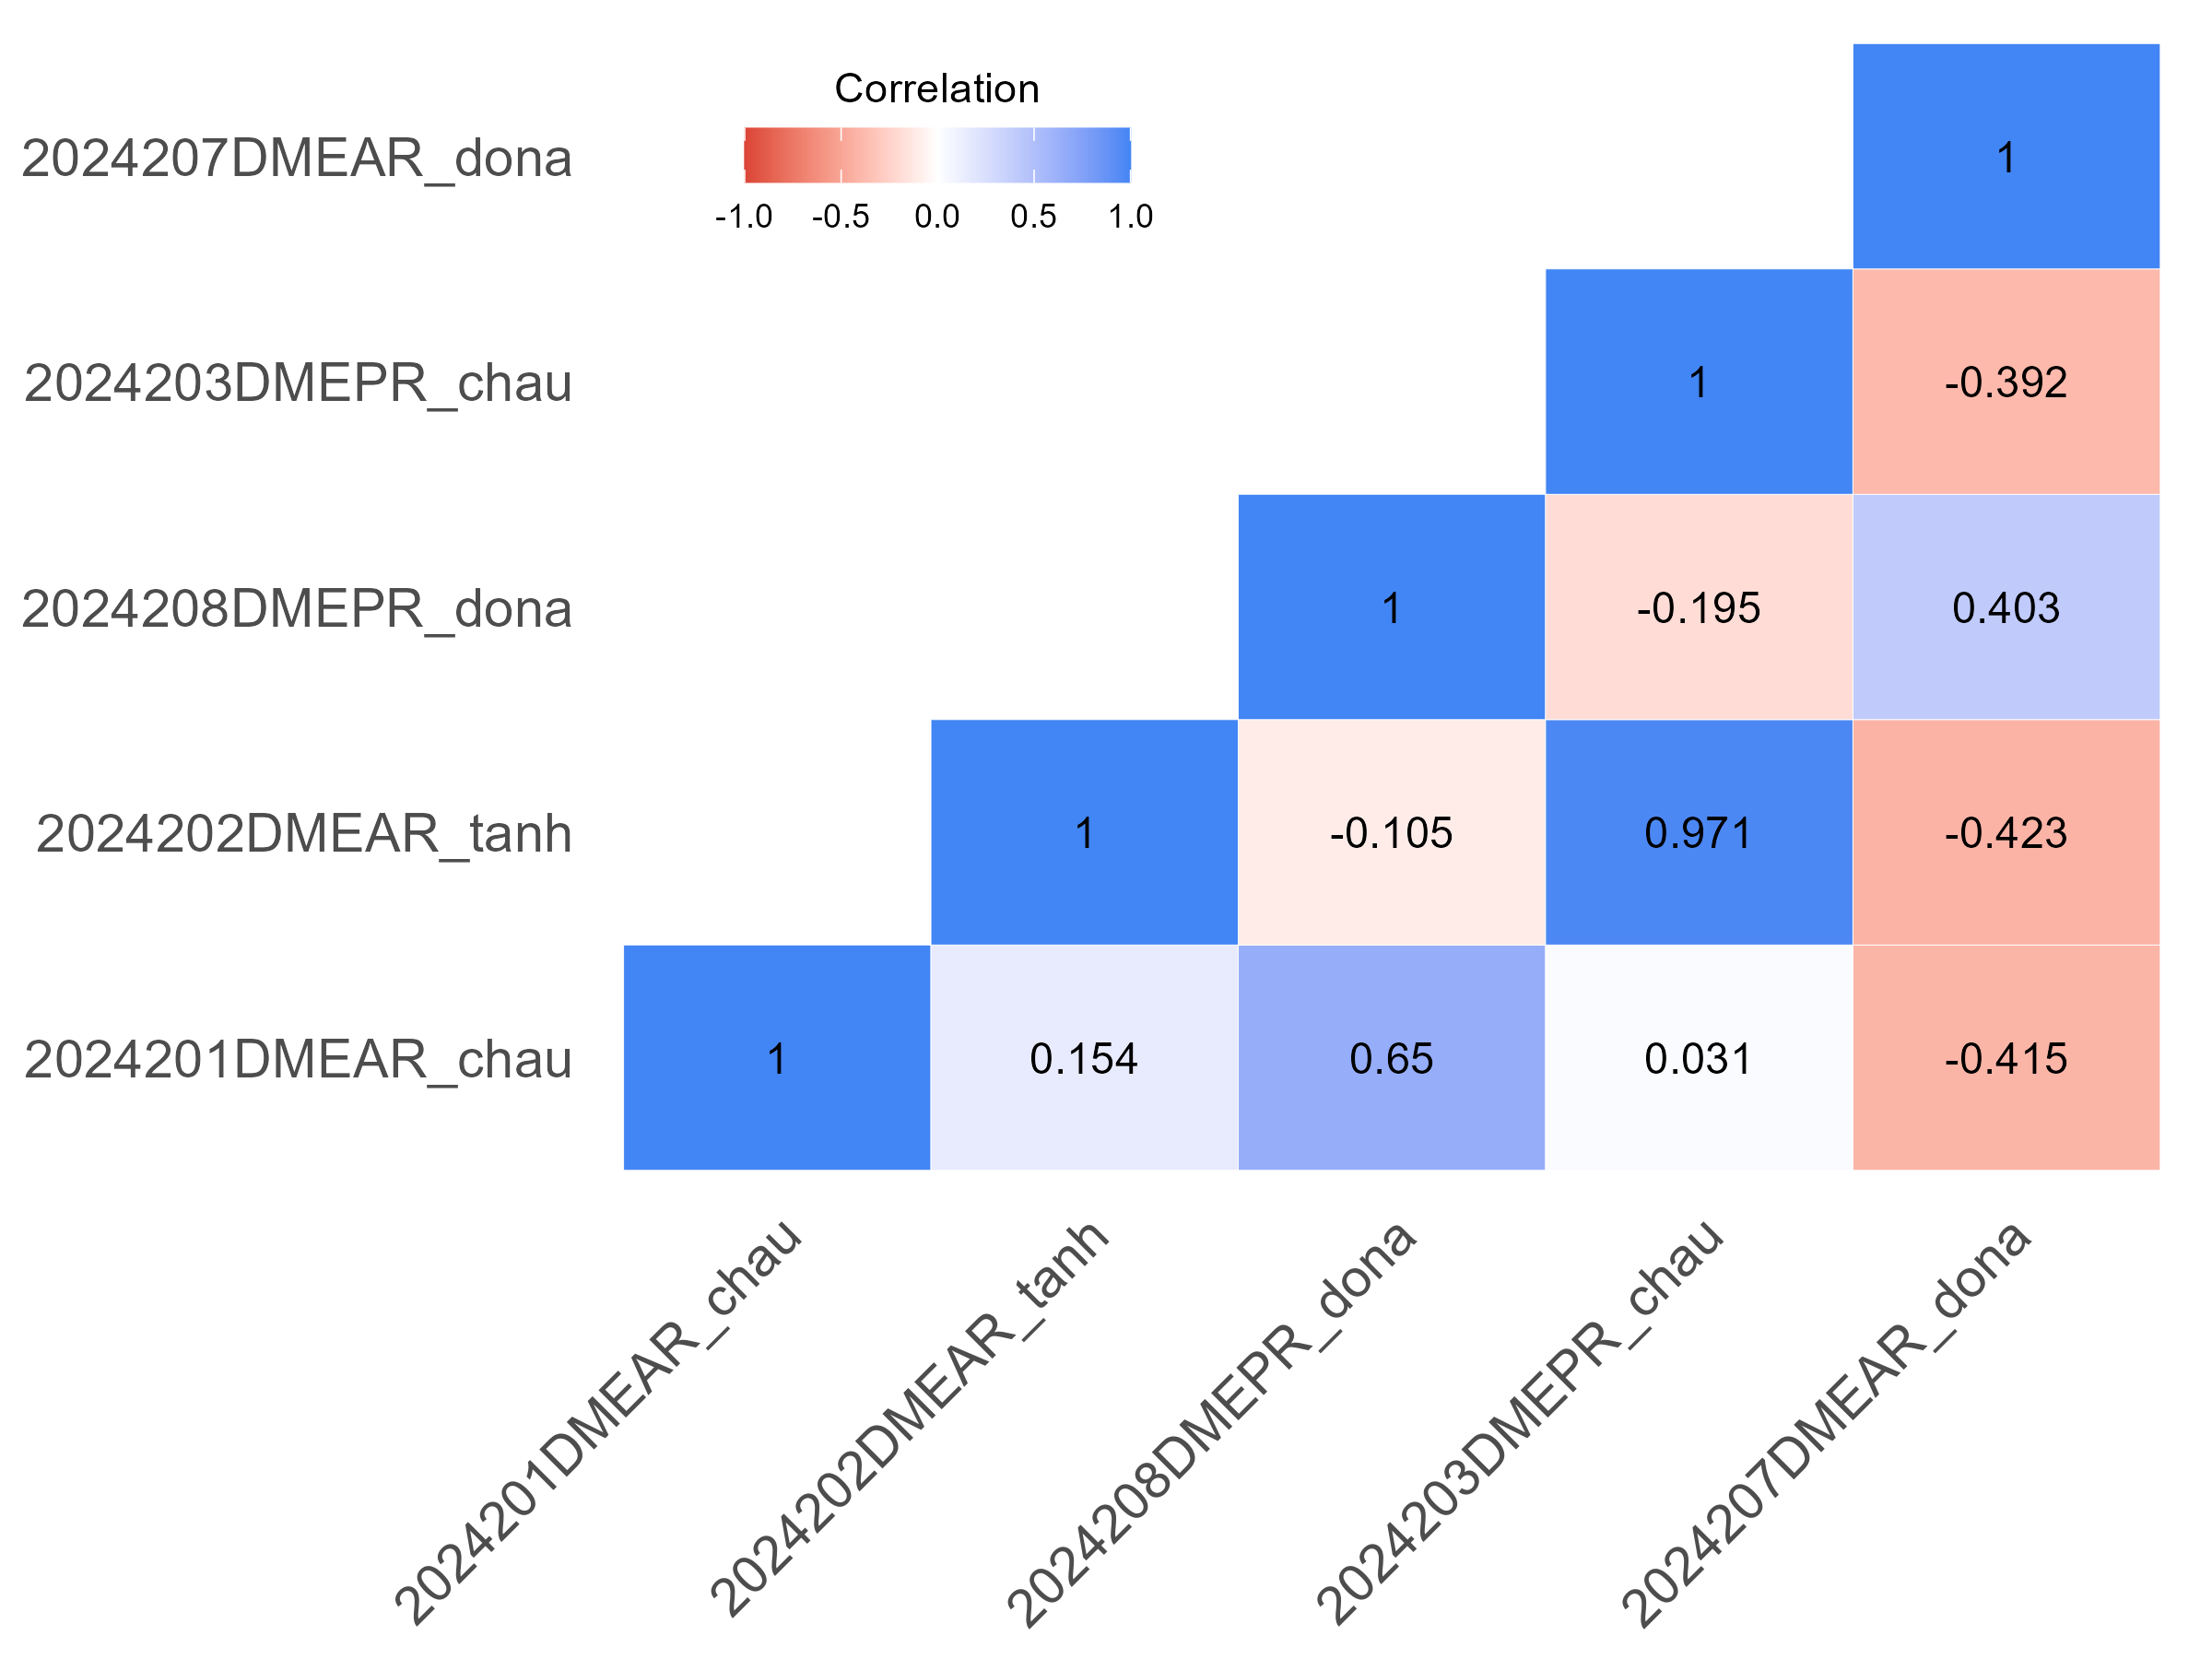 Correlation
-1.0 -0.5 0.0 0.5 1.0
2024207DMEAR_dona 1
2024203DMEPR_chau 1 -0.392
2024208DMEPR_dona 1 -0.195 0.403
2024202DMEAR_tanh 1 -0.105 0.971 -0.423
2024201DMEAR_chau 1 0.154 0.65 0.031 -0.415
2024201DMEAR_chau
2024202DMEAR_tanh
2024208DMEPR_dona
2024203DMEPR_chau
2024207DMEAR_dona